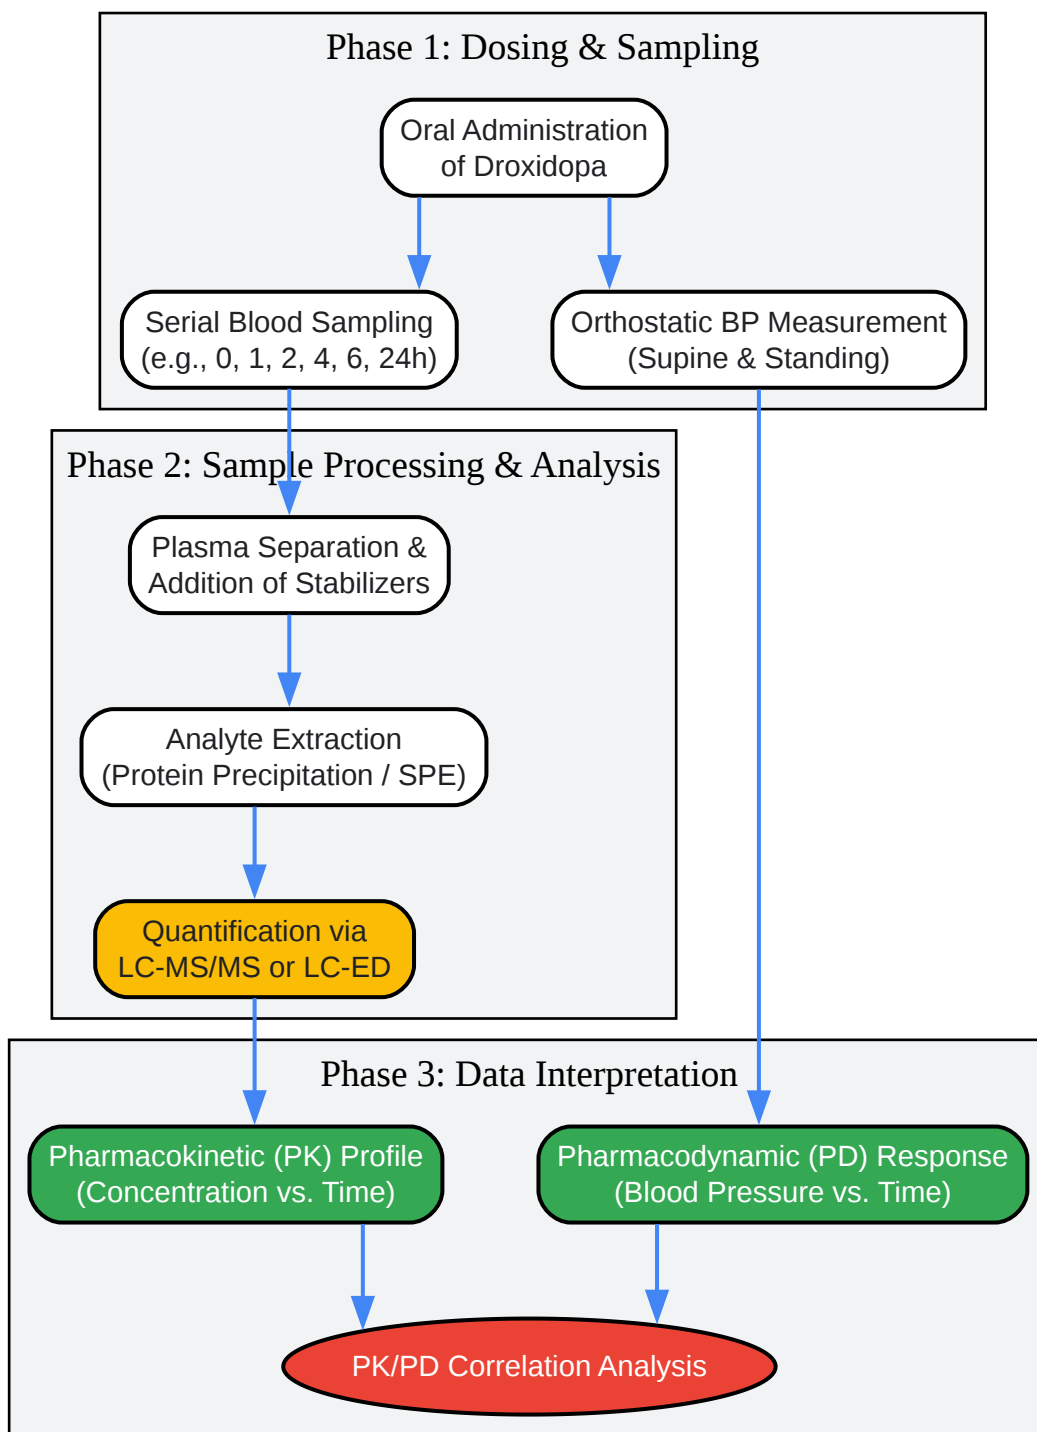 Phase 1: Dosing & Sampling
Oral Administration
of Droxidopa
Serial Blood Sampling
(e.g., 0, 1, 2, 4, 6, 24h)
Orthostatic BP Measurement
(Supine & Standing)
Phase 2: Sample Processing & Analysis
Plasma Separation &
Addition of Stabilizers
Analyte Extraction
(Protein Precipitation / SPE)
Quantification via
LC-MS/MS or LC-ED
Phase 3: Data Interpretation
Pharmacokinetic (PK) Profile
(Concentration vs. Time)
Pharmacodynamic (PD) Response
(Blood Pressure vs. Time)
PK/PD Correlation Analysis